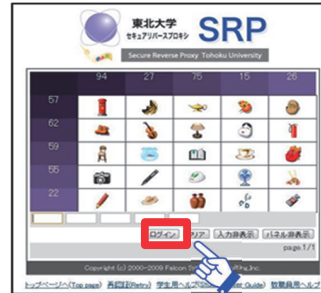 東北大学
セキュアリバースプロキシ
SRP
Secure Reverse Proxy Tohoku University
94 27 75 15 26
57
62
59
55
22
ログイン クリア 入力非表示 パネル非表示
page.1/1
Copyright (c) 2000-2009 Falcon
トップページへ(Top page) 再認証(Retry) 学生用ヘルプ Guide) 教職員用ヘルプ